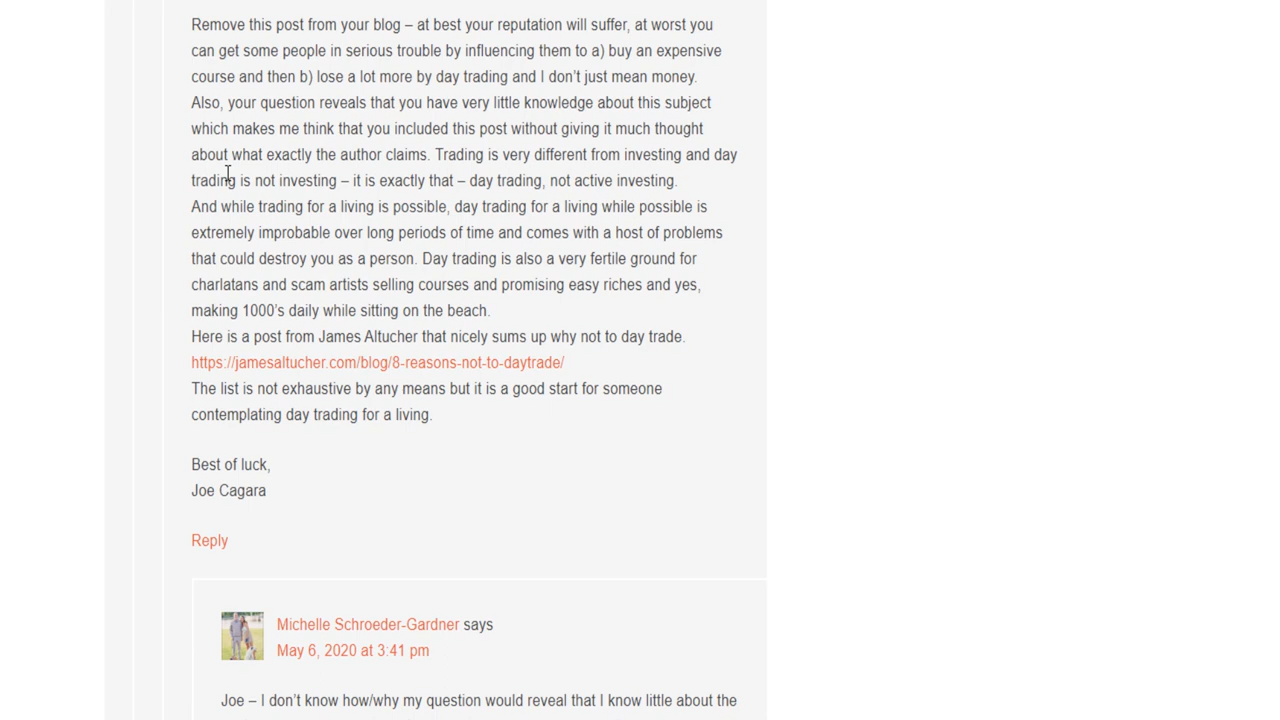 Remove this post from your blog – at best your reputation will suffer, at worst you
can get some people in serious trouble by influencing them to a) buy an expensive
course and then b) lose a lot more by day trading and I don’t just mean money.
Also, your question reveals that you have very little knowledge about this subject
which makes me think that you included this post without giving it much thought
about what exactly the author claims. Trading is very different from investing and day
trading is not investing – it is exactly that – day trading, not active investing.
And while trading for a living is possible, day trading for a living while possible is
extremely improbable over long periods of time and comes with a host of problems
that could destroy you as a person. Day trading is also a very fertile ground for
charlatans and scam artists selling courses and promising easy riches and yes,
making 1000’s daily while sitting on the beach.
Here is a post from James Altucher that nicely sums up why not to day trade.
https://jamesaltucher.com/blog/8-reasons-not-to-daytrade/
The list is not exhaustive by any means but it is a good start for someone
contemplating day trading for a living.
Best of luck,
Joe Cagara
Reply
Michelle Schroeder-Gardner says
May 6, 2020 at 3:41 pm
Joe – I don’t know how/why my question would reveal that I know little about the